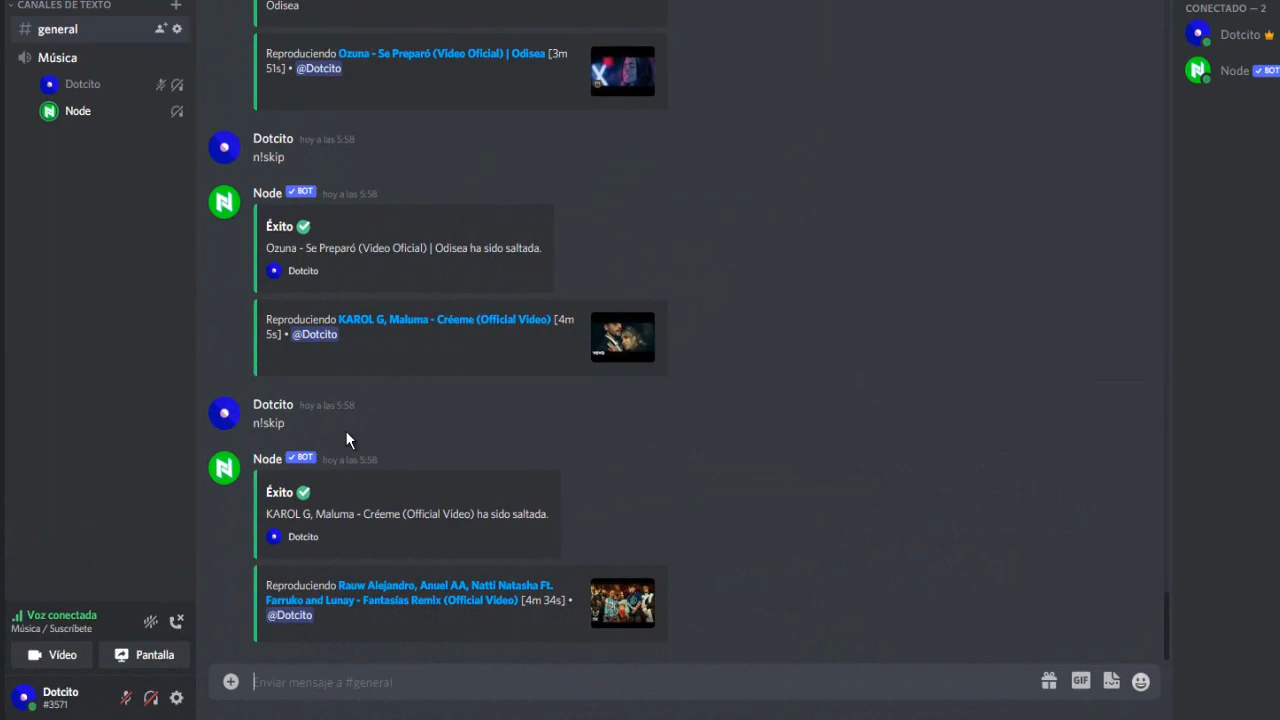 CANALES DE TEXTO
general
Música
Dotcito
Node
Odisea
Reproduciendo Ozuna - Se Preparó (Video Oficial) | Odisea [3m
51s] • @Dotcito
Dotcito hoy a las 5:58
n!skip
Node BOT hoy a las 5:58
Éxito
Ozuna - Se Preparó (Video Oficial) | Odisea ha sido saltada.
Dotcito
Reproduciendo KAROL G, Maluma - Créeme (Official Video) [4m
5s] • @Dotcito
vevo
Dotcito hoy a las 5:58
n!skip
Node BOT hoy a las 5:58
Éxito
KAROL G, Maluma - Créeme (Official Video) ha sido saltada.
Dotcito
Reproduciendo Rauw Alejandro, Anuel AA, Natti Natasha Ft.
Farruko and Lunay - Fantasías Remix (Official Video) [4m 34s] •
@Dotcito
Enviar mensaje a #general
GIF
CONECTADO — 2
Dotcito
Node BOT
Voz conectada
Música / Suscríbete
Vídeo
Pantalla
Dotcito
#3571